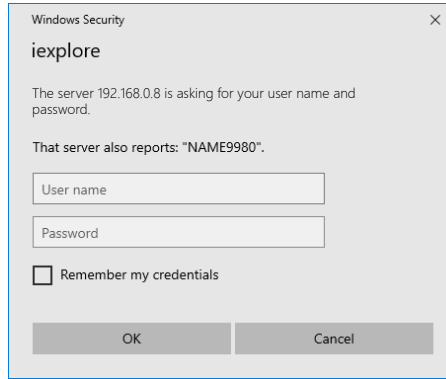 Windows Security
iexplore
The server 192.168.0.8 is asking for your user name and
password.
That server also reports: "NAME9980".
User name
Password
Remember my credentials
OK
Cancel